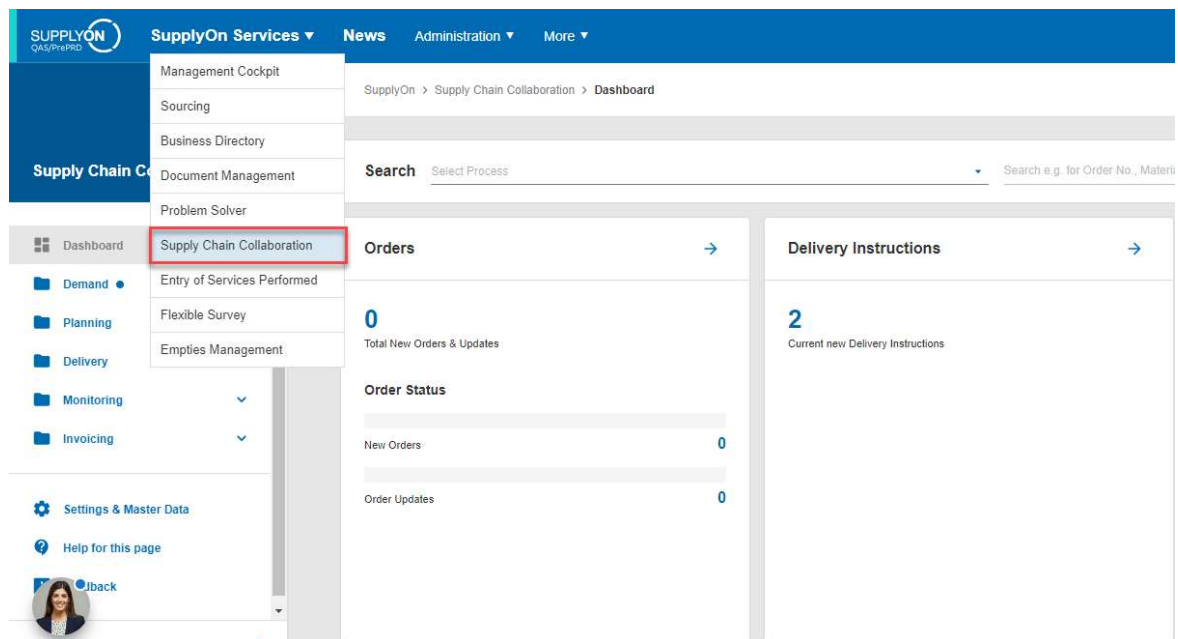 SUPPLYON
QAS/PrePRD
SupplyOn Services ▼ News Administration ▼ More ▼
Management Cockpit
Sourcing
Business Directory
Document Management
Problem Solver
Supply Chain Collaboration
Entry of Services Performed
Flexible Survey
Empties Management
SupplyOn > Supply Chain Collaboration > Dashboard
Supply Chain Co
Search Select Process Search e.g. for Order No., Materi
Dashboard
Demand
Planning
Delivery
Monitoring
Invoicing
Settings & Master Data
Help for this page
dback
Orders
0
Total New Orders & Updates
Order Status
New Orders 0
Order Updates 0
Delivery Instructions
2
Current new Delivery Instructions